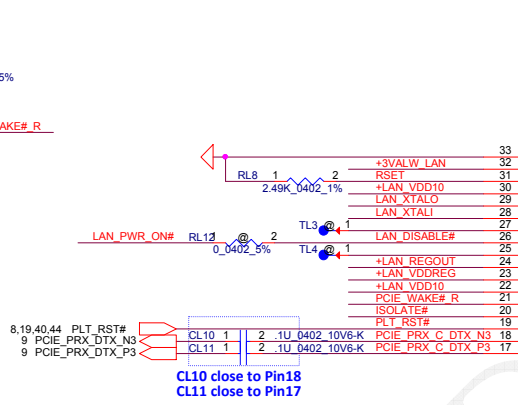 5%
AKE#_R
33
+3VALW_LAN 32
RL8 1 2 RSET 31
2.49K_0402_1% +LAN_VDD10 30
LAN_XTALO 29
LAN_XTALI 28
TL3 @ 1 27
LAN_PWR_ON# RL12 @ 2 LAN_DISABLE# 26
0_0402_5% TL4 @ 1 25
+LAN_REGOUT 24
+LAN_VDDREG 23
+LAN_VDD10 22
PCIE_WAKE#_R 21
ISOLATE# 20
8,19,40,44 PLT_RST# PLT_RST# 19
9 PCIE_PRX_DTX_N3 CL10 1 2 .1U_0402_10V6-K PCIE_PRX_C_DTX_N3 18
9 PCIE_PRX_DTX_P3 CL11 1 2 .1U_0402_10V6-K PCIE_PRX_C_DTX_P3 17
CL10 close to Pin18
CL11 close to Pin17